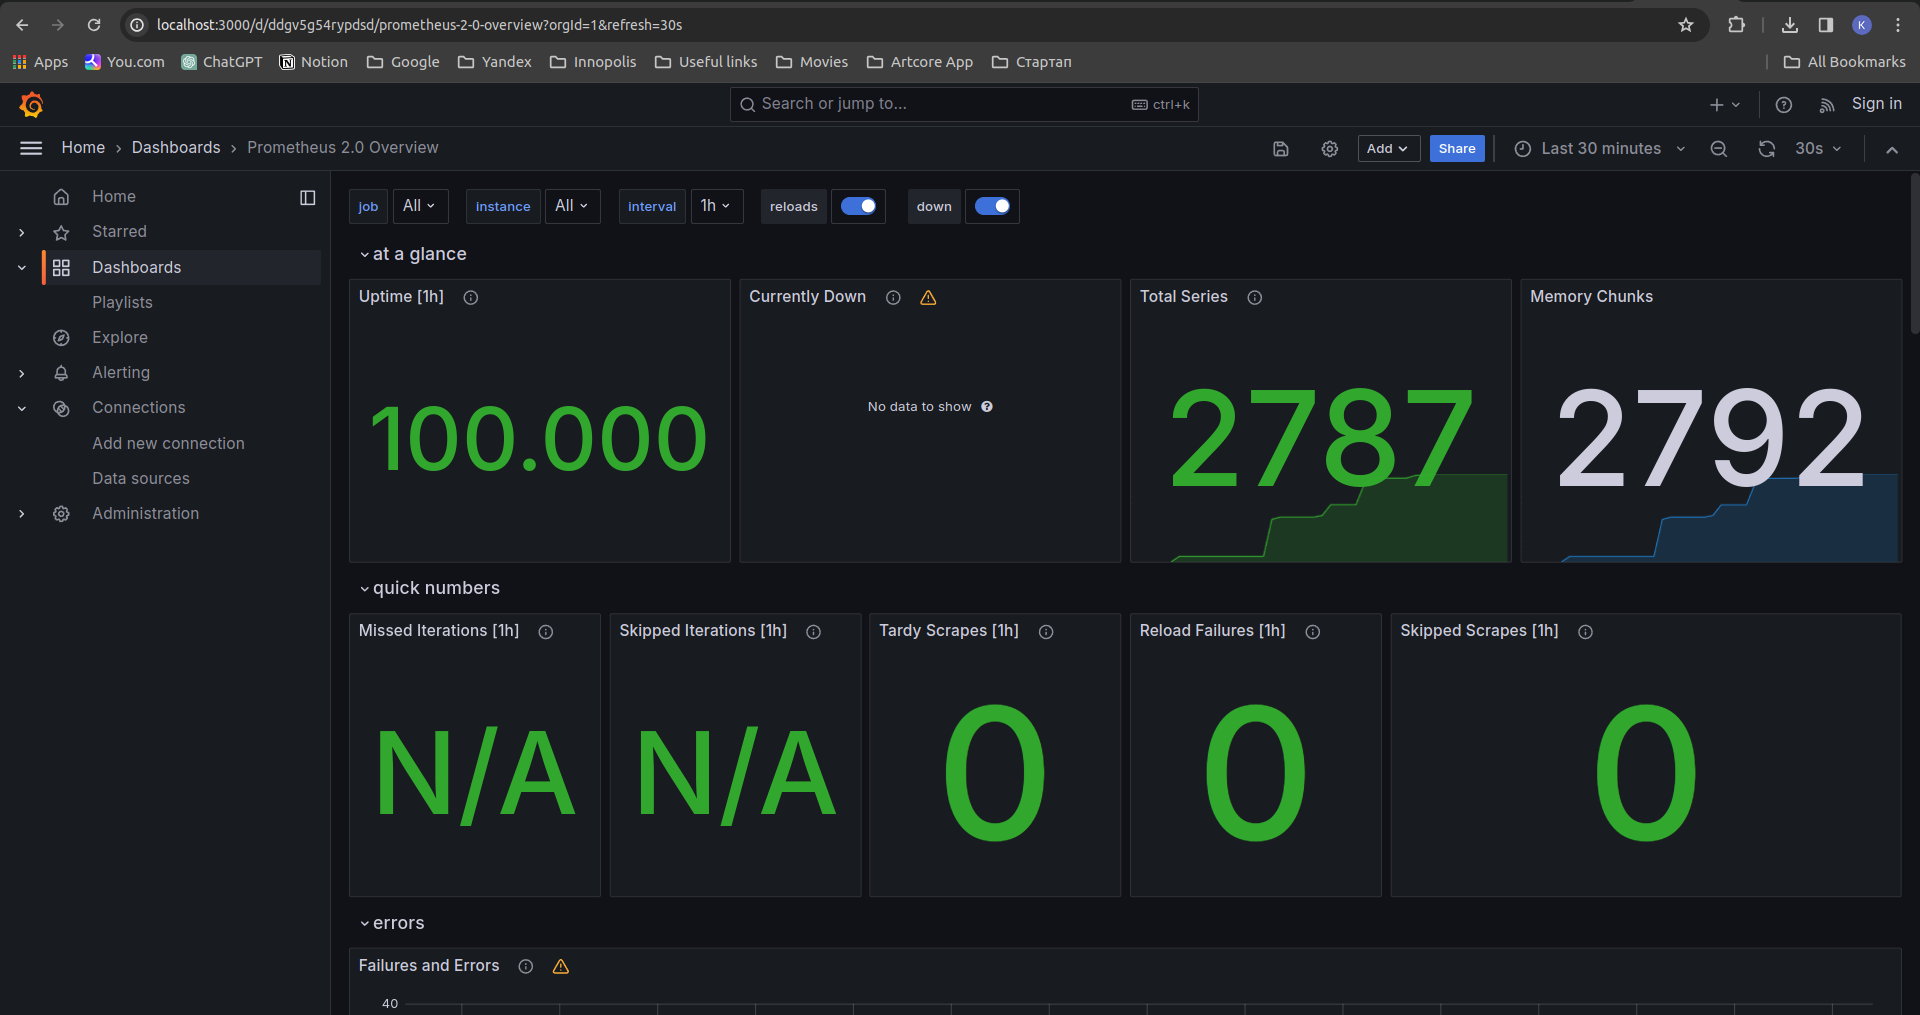 localhost:3000/d/ddgv5g54rypdsd/prometheus-2-0-overview?orgId=1&refresh=30s
K
Apps You.com ChatGPT Notion Google Yandex Innopolis Useful links Movies Artcore App Стартап All Bookmarks
Search or jump to... ctrl+k
Sign in
Home › Dashboards › Prometheus 2.0 Overview
Add Share Last 30 minutes 30s
Home
Starred
Dashboards
Playlists
Explore
Alerting
Connections
Add new connection
Data sources
Administration
job All instance All interval 1h reloads down
at a glance
Uptime [1h]
100.000
Currently Down
No data to show
Total Series
2787
Memory Chunks
2792
quick numbers
Missed Iterations [1h]
N/A
Skipped Iterations [1h]
N/A
Tardy Scrapes [1h]
0
Reload Failures [1h]
0
Skipped Scrapes [1h]
0
errors
Failures and Errors
40